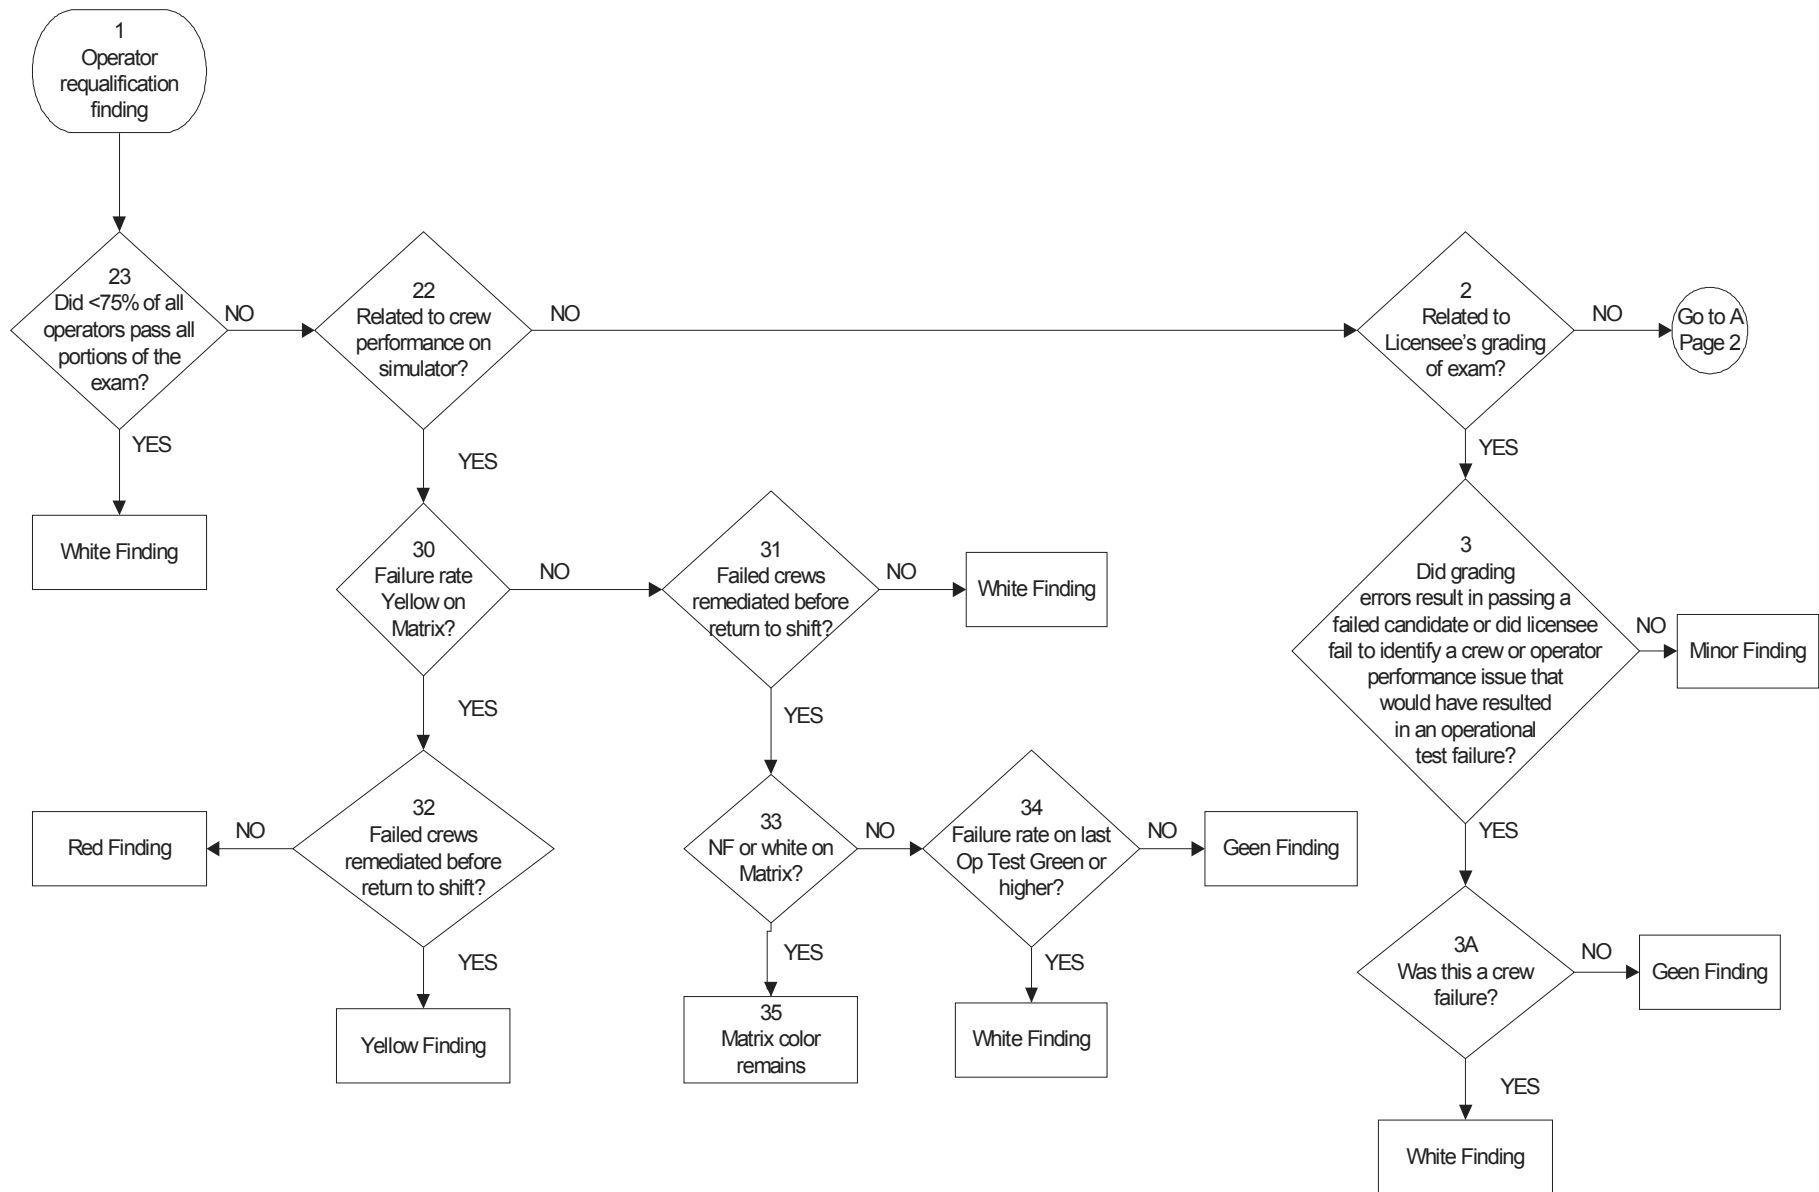 1
Operator
requalification
finding
23
Did <75% of all
operators pass all
portions of the
exam?
NO
YES
White Finding
22
Related to crew
performance on
simulator?
NO
YES
2
Related to
Licensee's grading
of exam?
NO
Go to A
Page 2
YES
30
Failure rate
Yellow on
Matrix?
NO
YES
31
Failed crews
remediated before
return to shift?
NO
White Finding
YES
3
Did grading
errors result in passing a
failed candidate or did licensee
fail to identify a crew or operator
performance issue that
would have resulted
in an operational
test failure?
NO
Minor Finding
YES
32
Failed crews
remediated before
return to shift?
NO
Red Finding
YES
Yellow Finding
33
NF or white on
Matrix?
NO
YES
35
Matrix color
remains
34
Failure rate on last
Op Test Green or
higher?
NO
Geen Finding
YES
White Finding
3A
Was this a crew
failure?
NO
Geen Finding
YES
White Finding